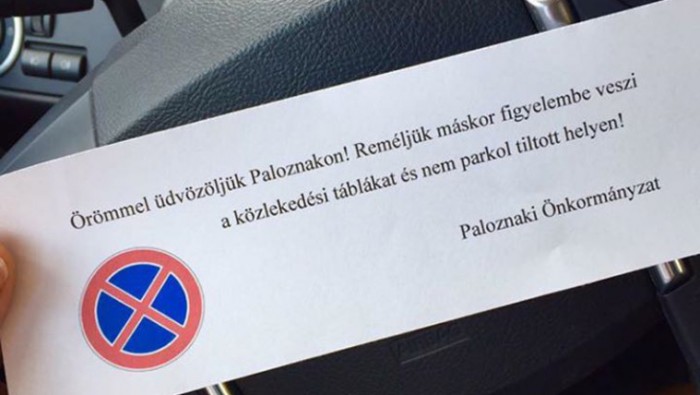 Örömmel üdvözöljük Paloznakon! Reméljük máskor figyelembe veszi
a közlekedési táblákat és nem parkol tiltott helyen!
Paloznaki Önkormányzat